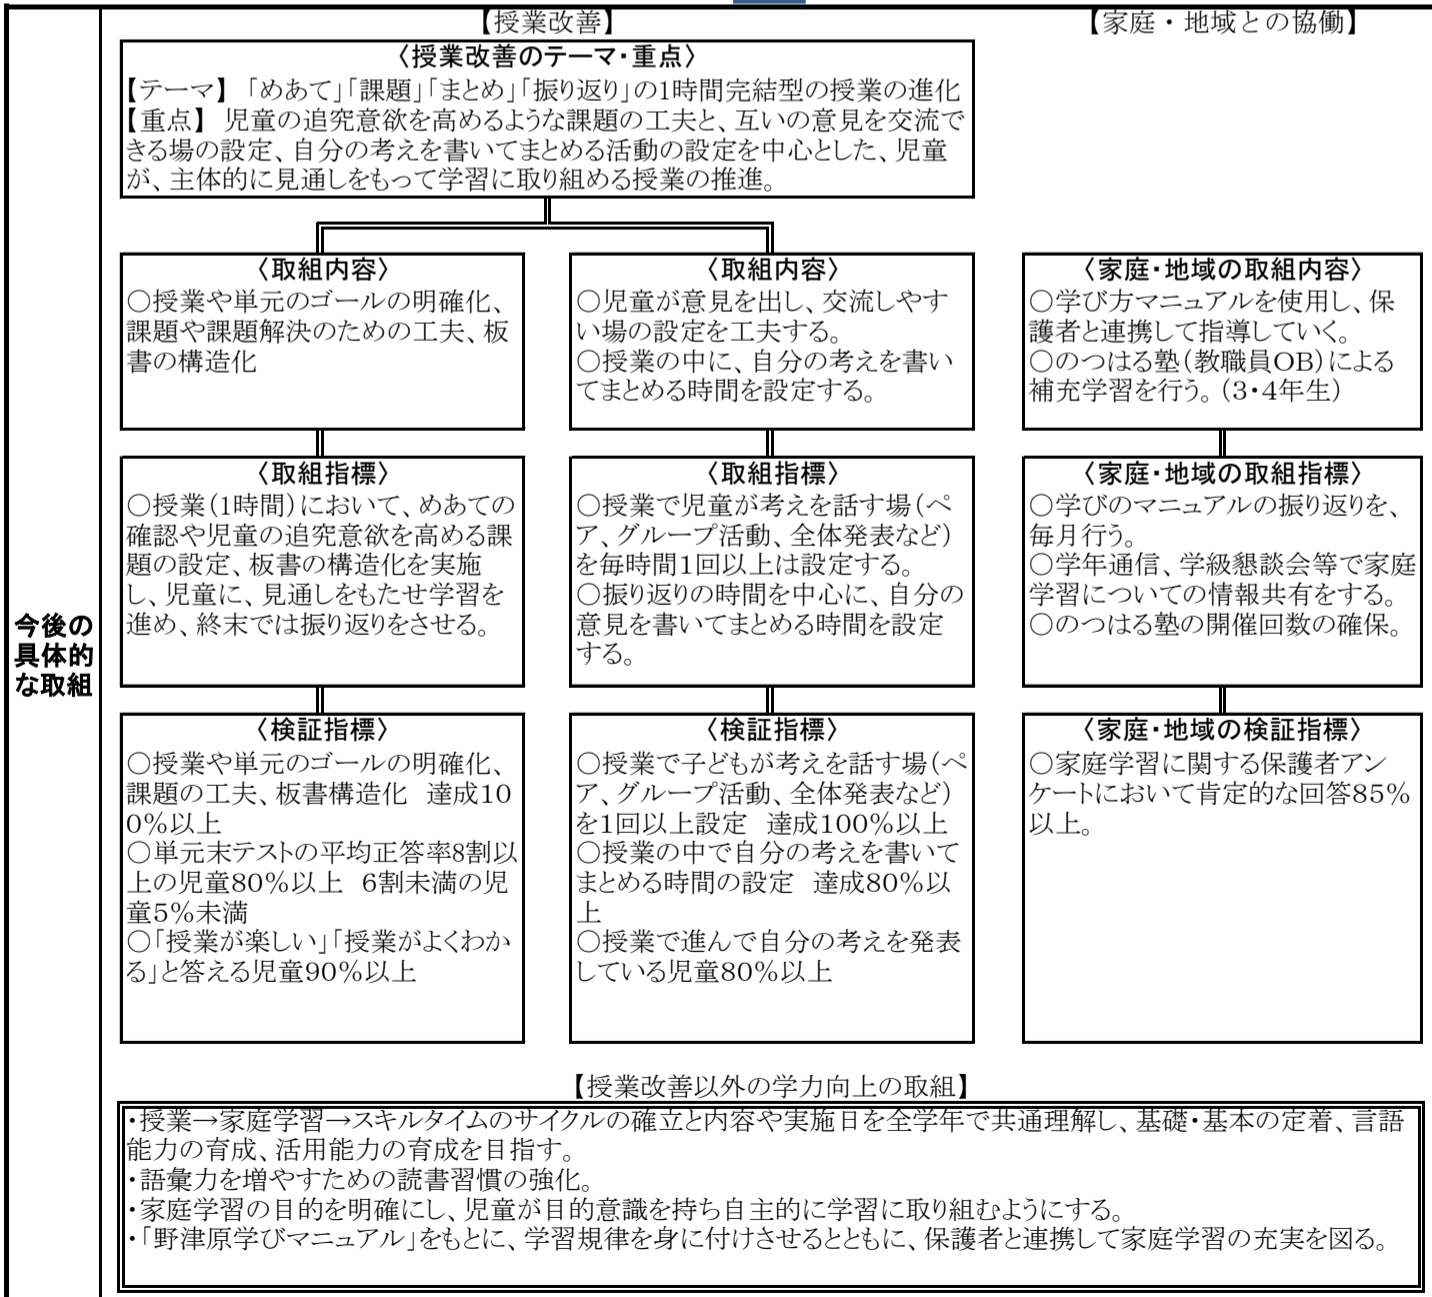 【授業改善】
【家庭・地域との協働】
〈授業改善のテーマ・重点〉
【テーマ】「めあて」「課題」「まとめ」「振り返り」の1時間完結型の授業の進化
【重点】 児童の追究意欲を高めるような課題の工夫と、互いの意見を交流で
きる場の設定、自分の考えを書いてまとめる活動の設定を中心とした、児童
が、主体的に見通しをもって学習に取り組める授業の推進。
今後の
具体的
な取組
〈取組内容〉
○授業や単元のゴールの明確化、
課題や課題解決のための工夫、板
書の構造化
〈取組内容〉
○児童が意見を出し、交流しやす
い場の設定を工夫する。
○授業の中に、自分の考えを書い
てまとめる時間を設定する。
〈家庭・地域の取組内容〉
○学び方マニュアルを使用し、保
護者と連携して指導していく。
○のつはる塾(教職員OB)による
補充学習を行う。(3・4年生)
〈取組指標〉
○授業(1時間)において、めあての
確認や児童の追究意欲を高める課
題の設定、板書の構造化を実施
し、児童に、見通しをもたせ学習を
進め、終末では振り返りをさせる。
〈取組指標〉
○授業で児童が考えを話す場(ペ
ア、グループ活動、全体発表など)
を毎時間1回以上は設定する。
○振り返りの時間を中心に、自分の
意見を書いてまとめる時間を設定
する。
〈家庭・地域の取組指標〉
○学びのマニュアルの振り返りを、
毎月行う。
○学年通信、学級懇談会等で家庭
学習についての情報共有をする。
○のつはる塾の開催回数の確保。
〈検証指標〉
○授業や単元のゴールの明確化、
課題の工夫、板書構造化 達成10
0%以上
○単元末テストの平均正答率8割以
上の児童80%以上 6割未満の児
童5%未満
○「授業が楽しい」「授業がよくわか
る」と答える児童90%以上
〈検証指標〉
○授業で子どもが考えを話す場(ペ
ア、グループ活動、全体発表など)
を1回以上設定 達成100%以上
○授業の中で自分の考えを書いて
まとめる時間の設定 達成80%以
上
○授業で進んで自分の考えを発表
している児童80%以上
〈家庭・地域の検証指標〉
○家庭学習に関する保護者アン
ケートにおいて肯定的な回答85%
以上。
【授業改善以外の学力向上の取組】
・授業→家庭学習→スキルタイムのサイクルの確立と内容や実施日を全学年で共通理解し、基礎・基本の定着、言語
能力の育成、活用能力の育成を目指す。
・語彙力を増やすための読書習慣の強化。
・家庭学習の目的を明確にし、児童が目的意識を持ち自主的に学習に取り組むようにする。
・「野津原学びマニュアル」をもとに、学習規律を身に付けさせるとともに、保護者と連携して家庭学習の充実を図る。